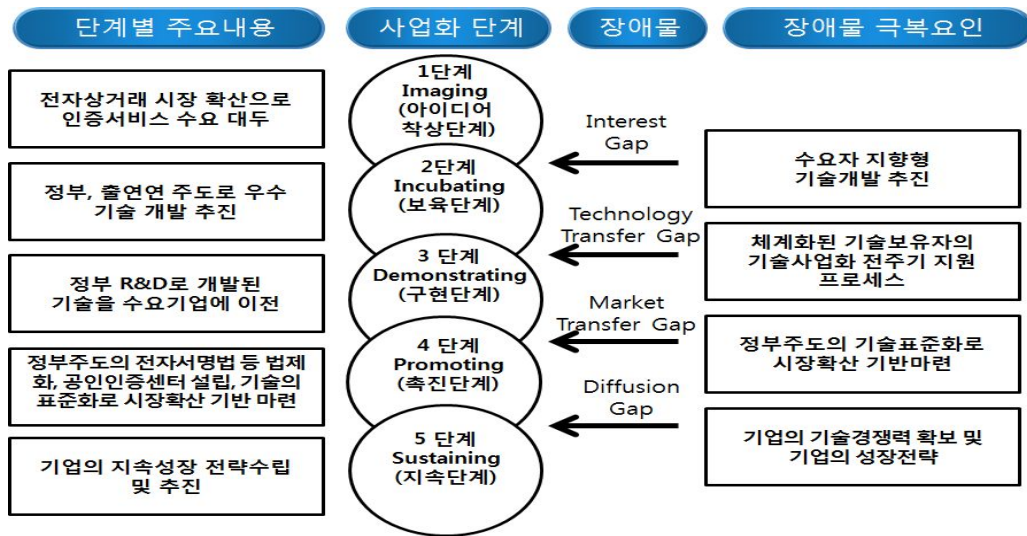 단계별 주요내용
사업화 단계
장애물
장애물 극복요인
전자상거래 시장 확산으로
인증서비스 수요 대두
정부, 출연연 주도로 우수
기술 개발 추진
정부 R&D로 개발된
기술을 수요기업에 이전
정부주도의 전자서명법 등 법제
화, 공인인증센터 설립, 기술의
표준화로 시장확산 기반 마련
기업의 지속성장 전략수립
및 추진
1단계
Imaging
(아이디어
착상단계)
2단계
Incubating
(보육단계)
3 단계
Demonstrating
(구현단계)
4 단계
Promoting
(촉진단계)
5 단계
Sustaining
(지속단계)
Interest
Gap
Technology
Transfer Gap
Market
Transfer Gap
Diffusion
Gap
수요자 지향형
기술개발 추진
체계화된 기술보유자의
기술사업화 전주기 지원
프로세스
정부주도의 기술표준화로
시장확산 기반마련
기업의 기술경쟁력 확보 및
기업의 성장전략